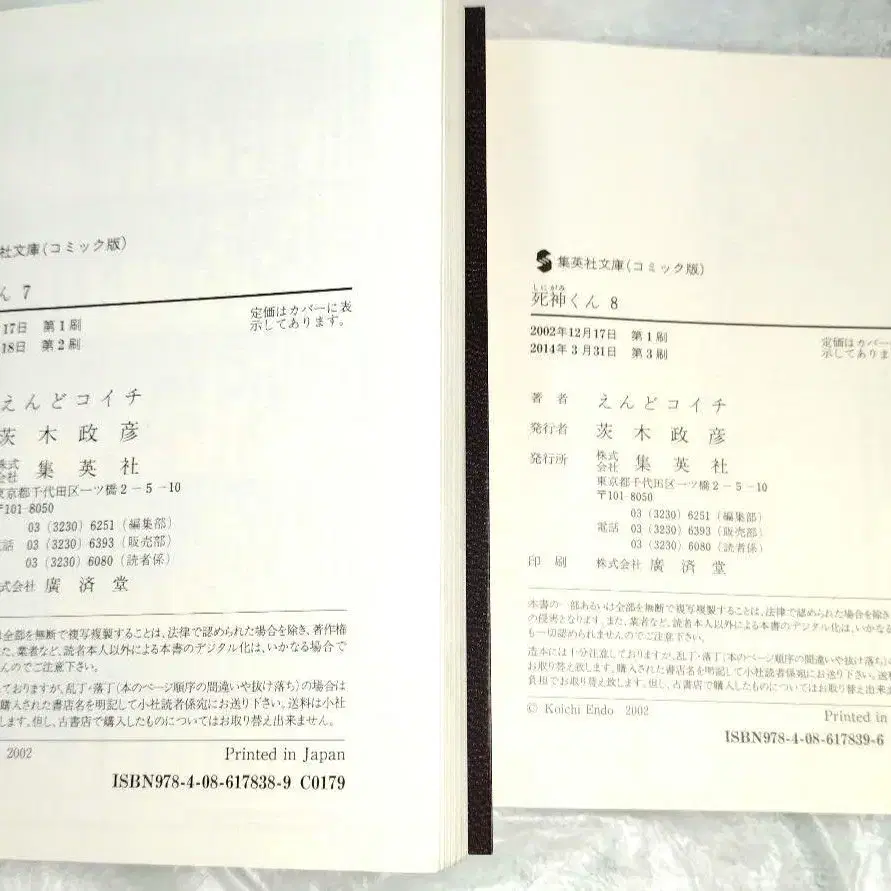 社文庫(コミック版)
ん 7
17日 第1刷
18日 第2刷
定価はカバーに表
示してあります。
えんどコイチ
茨木政彦
株式
会社 集英社
東京都千代田区一ツ橋2-5-10
〒101-8050
03(3230)6251(編集部)
電話 03(3230)6393(販売部)
03(3230)6080(読者係)
式会社 廣済堂
全部を無断で複写複製することは、法律で認められた場合を除き、著作権
た、業者など、読者本人以外による本書のデジタル化は、いかなる場合で
んのでご注意下さい。
ておりますが、乱丁・落丁(本のページ順序の間違いや抜け落ち)の場合は
購入された書店名を明記して小社読者係宛にお送り下さい。送料は小社
します。但し、古書店で購入したものについてはお取り替え出来ません。
2002
Printed in Japan
ISBN978-4-08-617838-9 C0179
集英社文庫(コミック版)
しにがみ
死神くん 8
2002年12月17日 第1刷
2014年3月31日 第3刷
定価はカバー
示してありま
著者 えんどコイチ
発行者 茨木政彦
発行所 株式
会社 集英社
東京都千代田区一ツ橋2-5-10
〒101-8050
03(3230)6251(編集部)
電話 03(3230)6393(販売部)
03(3230)6080(読者係)
印刷 株式会社 廣済堂
本書の一部あるいは全部を無断で複写複製することは、法律で認められた場合を除き
の侵害となります。また、業者など、読者本人以外による本書のデジタル化は、いかな
も一切認められませんのでご注意下さい。
造本には十分注意しておりますが、乱丁・落丁(本のページ順序の間違いや抜け落
お取り替え致します。購入された書店名を明記して小社読者係宛にお送り下さい。送料
負担でお取り替え致します。但し、古書店で購入したものについてはお取り替え出来ま
© Koichi Endo 2002
Printed in
ISBN978-4-08-617839-6